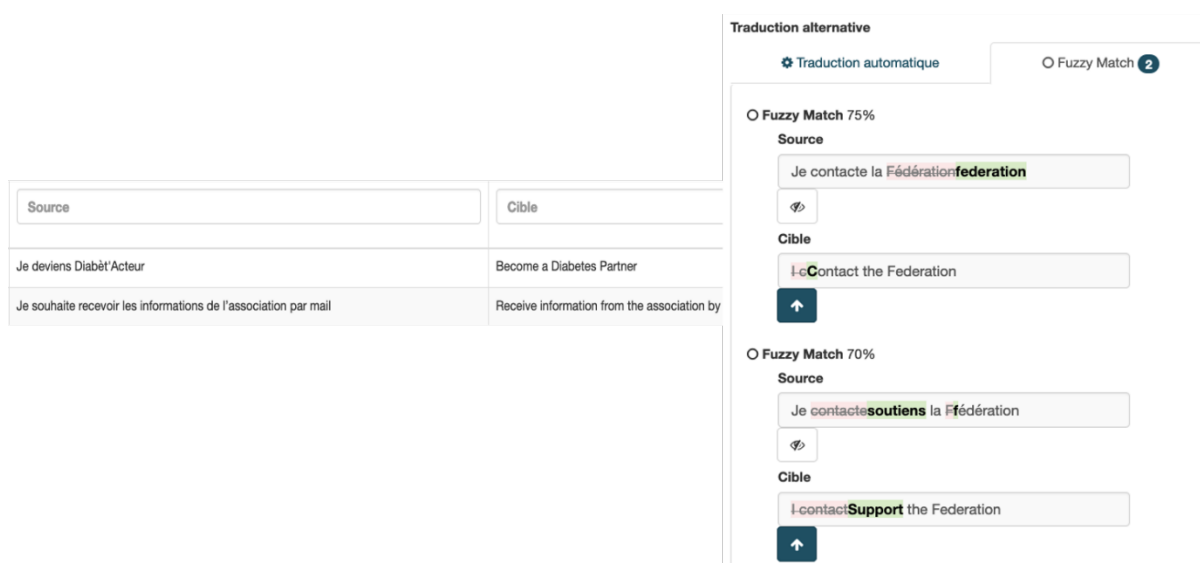 Source
Cible
Je deviens Diabèt'Acteur
Become a Diabetes Partner
Je souhaite recevoir les informations de l'association par mail
Receive information from the association by
Traduction alternative
Traduction automatique
Fuzzy Match 2
Fuzzy Match 75%
Source
Je contacte la Fédérationfederation
Cible
I cContact the Federation
Fuzzy Match 70%
Source
Je contactesoutiens la Ffédération
Cible
I contactSupport the Federation